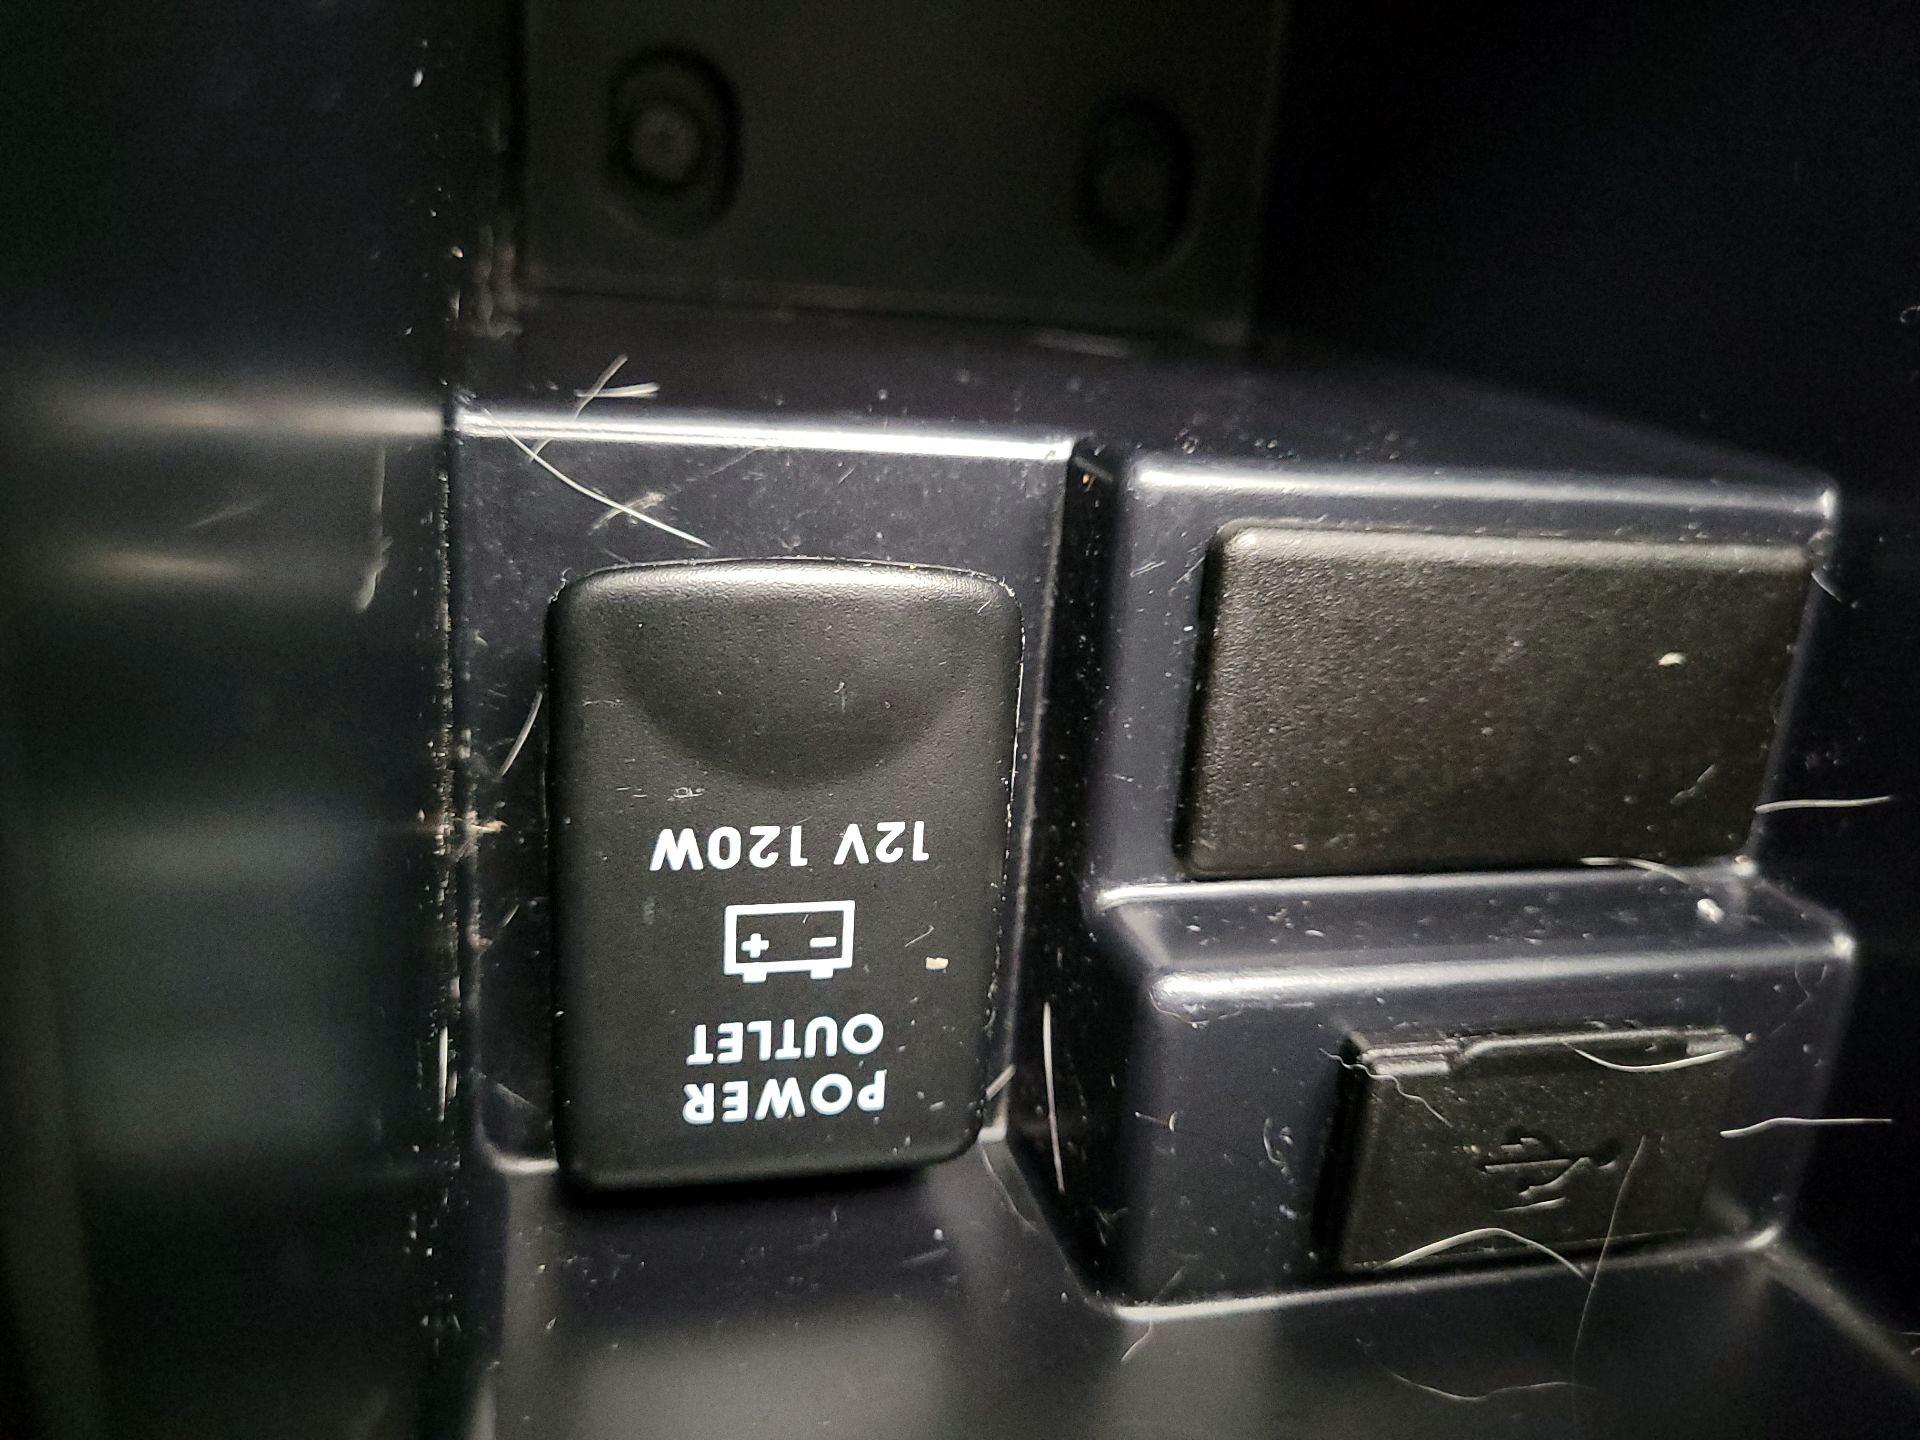 POWER
OUTLET
- +
12V 120W